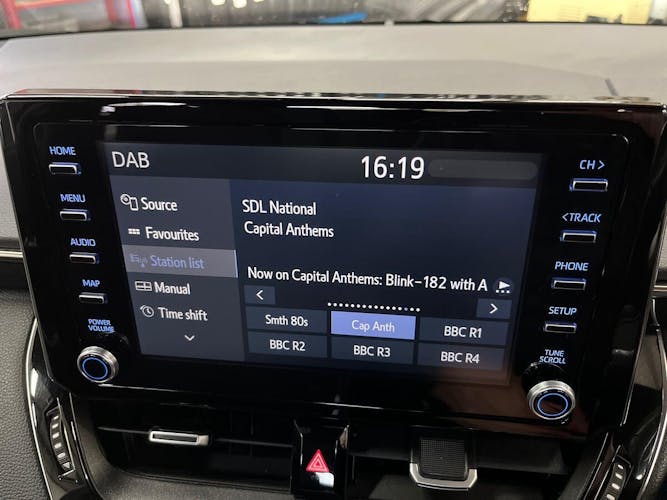 HOME
MENU
AUDIO
MAP
POWER
VOLUME
DAB
16:19
Source
Favourites
Station list
Manual
Time shift
SDL National
Capital Anthems
Now on Capital Anthems: Blink-182 with A
<
>
Smth 80s
Cap Anth
BBC R1
BBC R2
BBC R3
BBC R4
CH >
< TRACK
PHONE
SETUP
TUNE
SCROLL